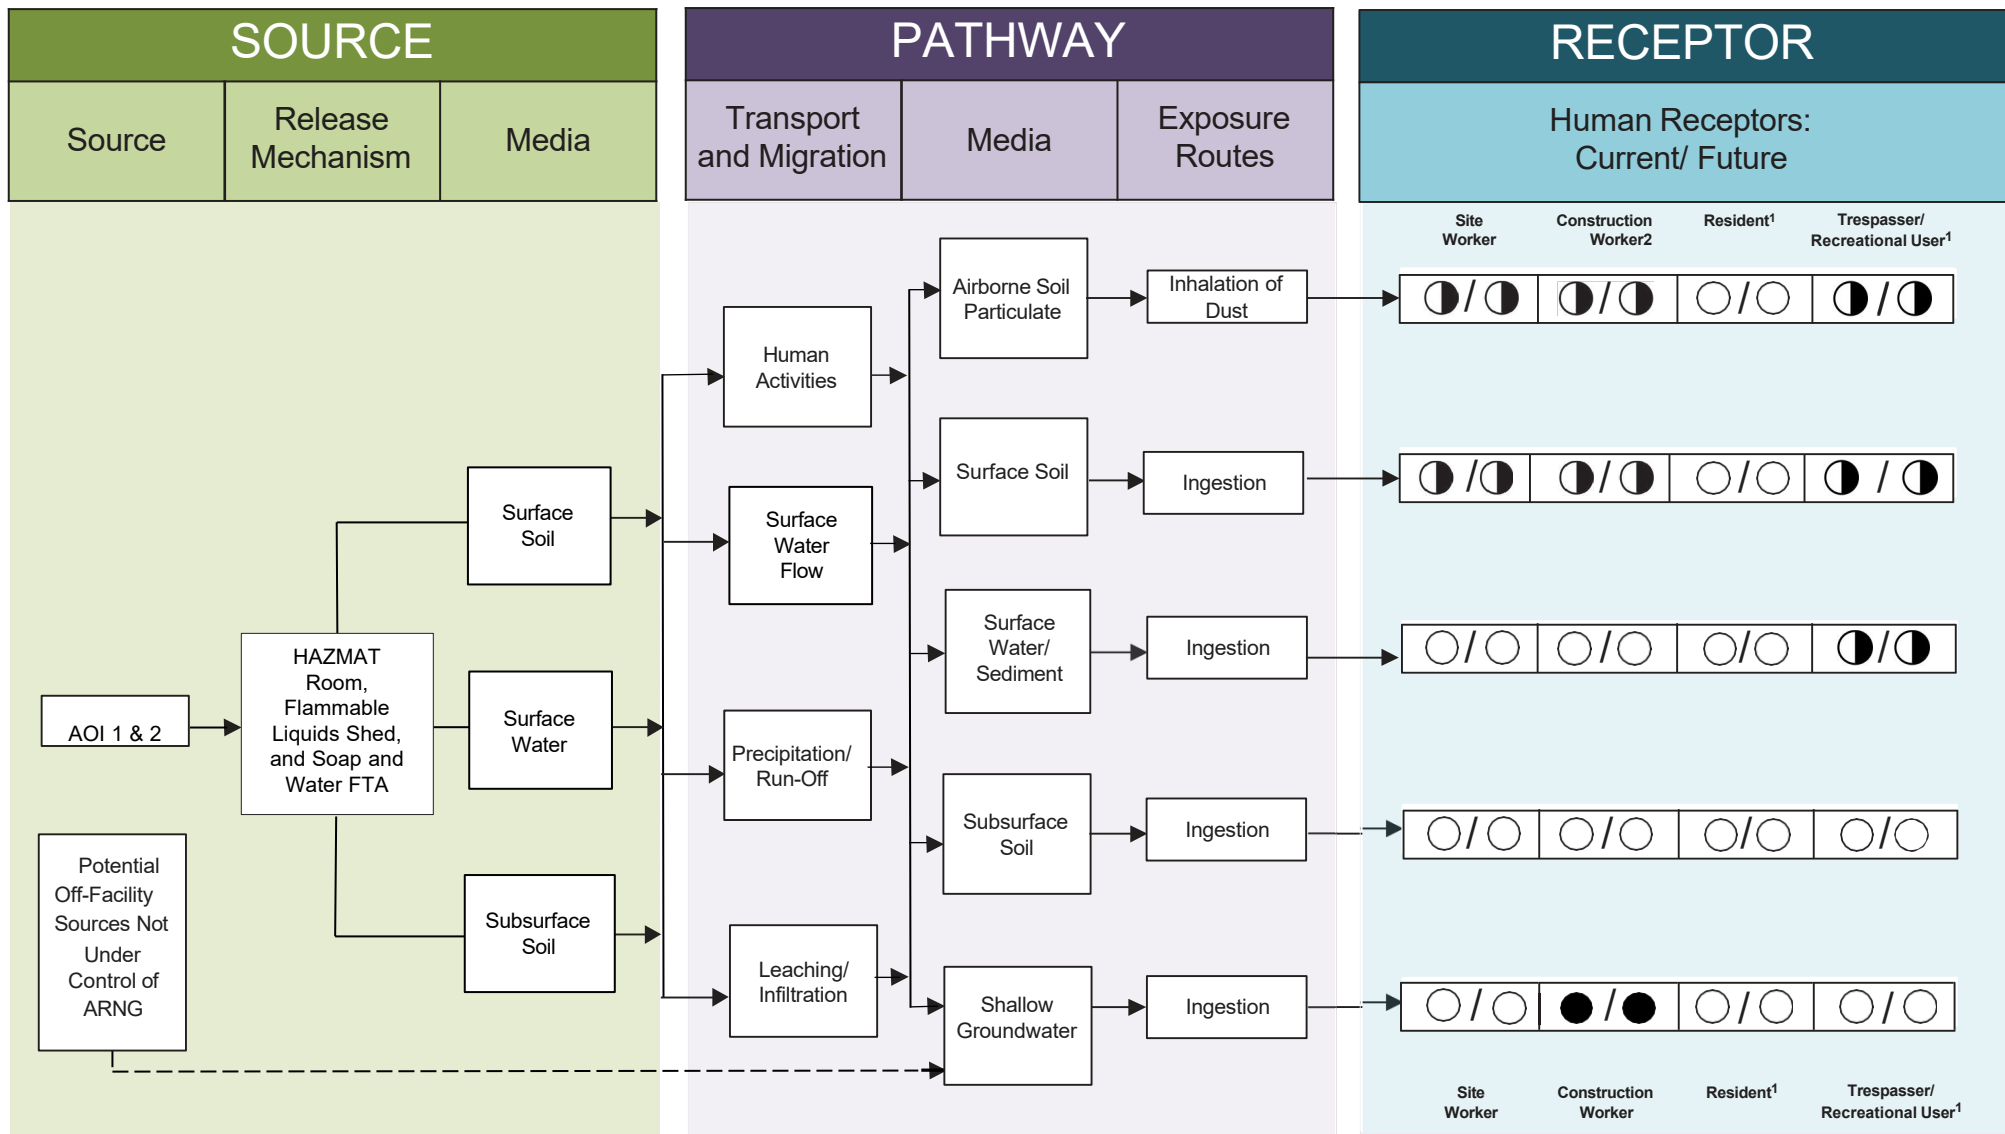 SOURCE
PATHWAY
RECEPTOR
Source
Release
Mechanism
Media
Transport
and Migration
Media
Exposure
Routes
Human Receptors:
Current/ Future
Site
Worker
Construction
Worker2
Resident1
Trespasser/
Recreational User1
AOI 1 & 2
Potential
Off-Facility
Sources Not
Under
Control of
ARNG
HAZMAT
Room,
Flammable
Liquids Shed,
and Soap and
Water FTA
Surface
Soil
Surface
Water
Subsurface
Soil
Human
Activities
Surface
Water
Flow
Precipitation/
Run-Off
Leaching/
Infiltration
Airborne Soil
Particulate
Inhalation of
Dust
/ / / /
Surface Soil
Ingestion
/ / / /
Surface
Water/
Sediment
Ingestion
/ / / /
Subsurface
Soil
Ingestion
/ / / /
Shallow
Groundwater
Ingestion
/ / / /
Site
Worker
Construction
Worker
Resident1
Trespasser/
Recreational User1